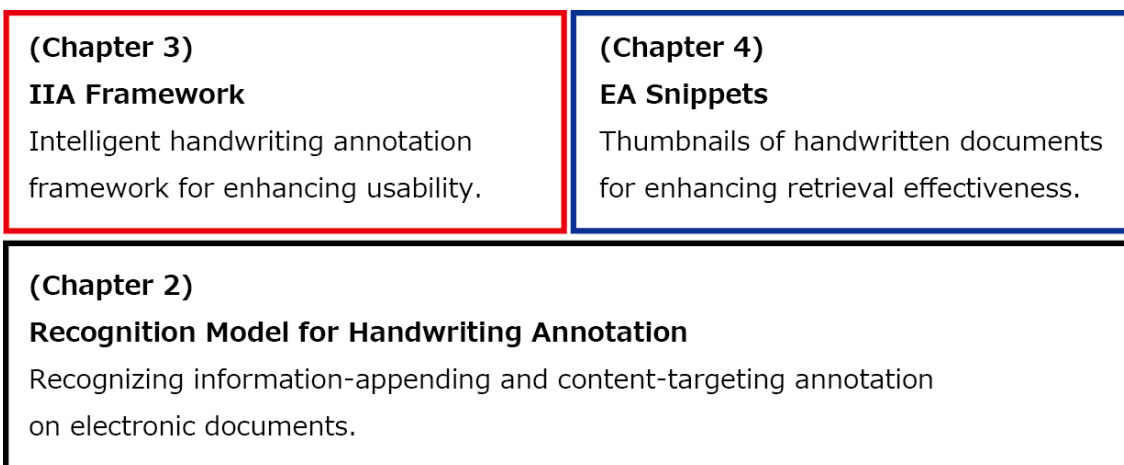 (Chapter 3)
IIA Framework
Intelligent handwriting annotation
framework for enhancing usability.
(Chapter 4)
EA Snippets
Thumbnails of handwritten documents
for enhancing retrieval effectiveness.
(Chapter 2)
Recognition Model for Handwriting Annotation
Recognizing information-appending and content-targeting annotation
on electronic documents.